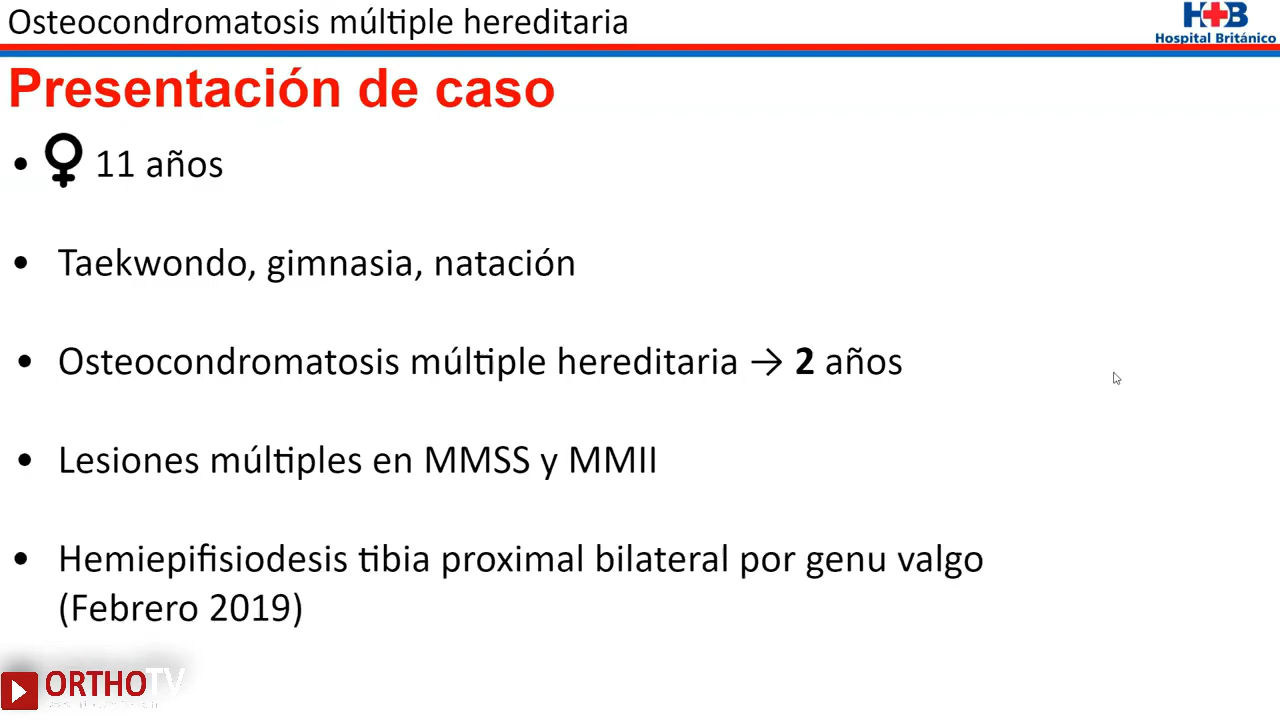 Osteocondromatosis múltiple hereditaria
H+B
Hospital Británico
Presentación de caso
• ♀ 11 años
• Taekwondo, gimnasia, natación
• Osteocondromatosis múltiple hereditaria → 2 años
• Lesiones múltiples en MMSS y MMII
• Hemiepifisiodesis tibia proximal bilateral por genu valgo
(Febrero 2019)
ORTHOTV